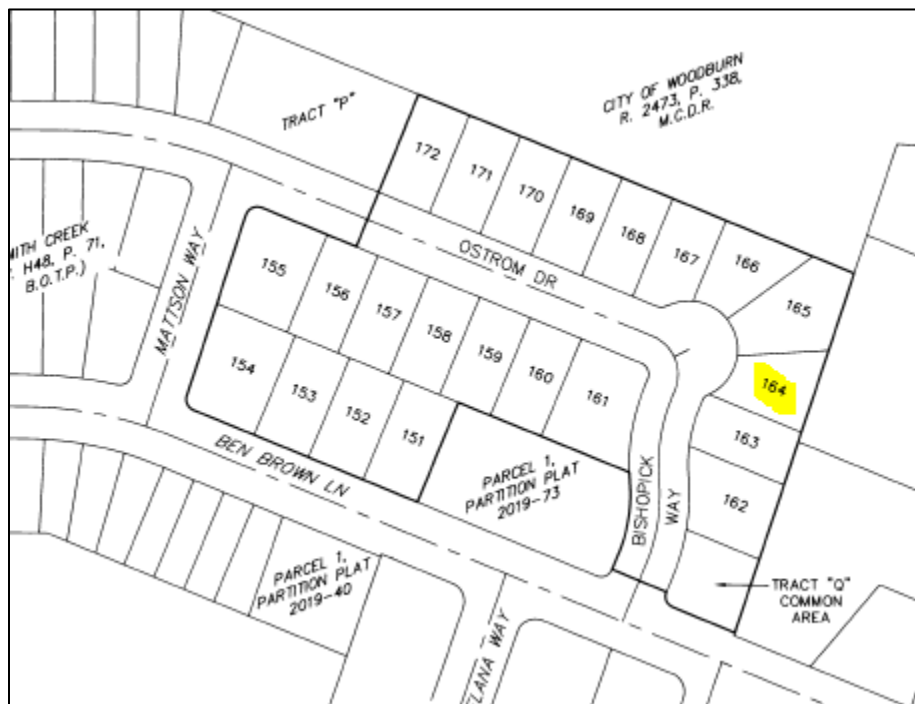 CITY OF WOODBURN
R. 2473, P. 338,
M.C.D.R.
TRACT "P"
172
171
170
169
168
167
166
165
164
163
162
OSTROM DR
MATTSON WAY
CREEK
H48, P. 71,
B.O.T.P.)
155
156
157
158
159
160
161
154
153
152
151
BEN BROWN LN
PARCEL 1,
PARTITION PLAT
2019-73
BISHOPICK
WAY
TRACT "Q"
COMMON
AREA
PARCEL 1,
PARTITION PLAT
2019-40
WAY